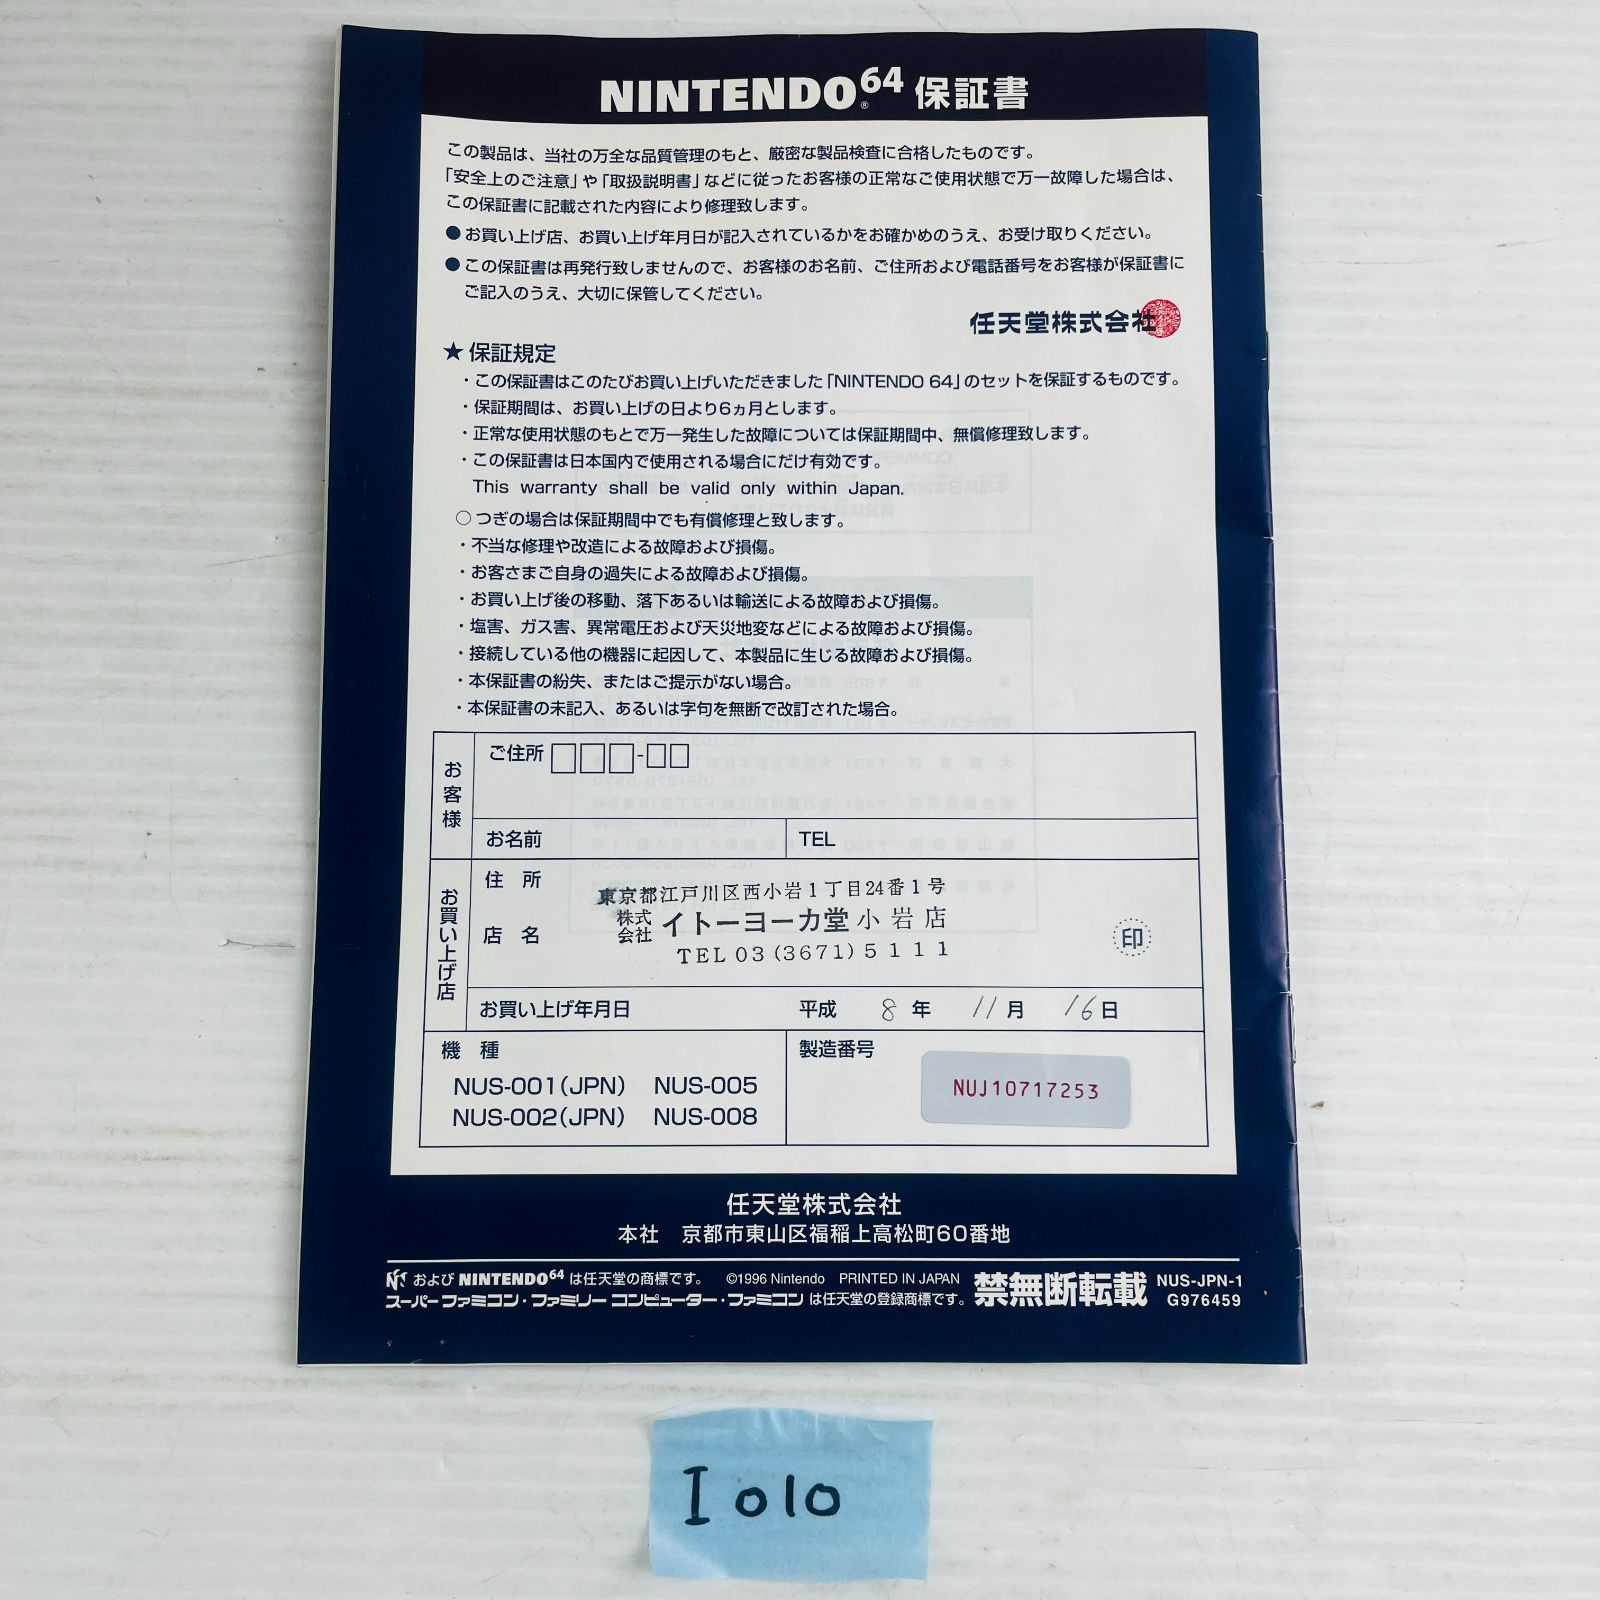 NINTENDO64® 保証書
この製品は、当社の万全な品質管理のもと、厳密な製品検査に合格したものです。
「安全上のご注意」や「取扱説明書」などに従ったお客様の正常なご使用状態で万一故障した場合は、
この保証書に記載された内容により修理致します。
●お買い上げ店、お買い上げ年月日が記入されているかをお確かめのうえ、お受け取りください。
●この保証書は再発行致しませんので、お客様のお名前、ご住所および電話番号をお客様が保証書に
ご記入のうえ、大切に保管してください。
任天堂株式会社
★保証規定
・この保証書はこのたびお買い上げいただきました「NINTENDO 64」のセットを保証するものです。
・保証期間は、お買い上げの日より6ヵ月とします。
・正常な使用状態のもとで万一発生した故障については保証期間中、無償修理致します。
・この保証書は日本国内で使用される場合にだけ有効です。
This warranty shall be valid only within Japan.
○つぎの場合は保証期間中でも有償修理と致します。
・不当な修理や改造による故障および損傷。
・お客さまご自身の過失による故障および損傷。
・お買い上げ後の移動、落下あるいは輸送による故障および損傷。
・塩害、ガス害、異常電圧および天災地変などによる故障および損傷。
・接続している他の機器に起因して、本製品に生じる故障および損傷。
・本保証書の紛失、またはご提示がない場合。
・本保証書の未記入、あるいは字句を無断で改訂された場合。
お客様
ご住所 □□□-□□
お名前 TEL
お買い上げ店
住所 東京都江戸川区西小岩1丁目24番1号
店名 株式会社 イトーヨーカ堂 小岩店
TEL 03 (3671) 5111
印
お買い上げ年月日 平成 8年 11月 16日
機種 製造番号
NUS-001(JPN) NUS-005
NUS-002(JPN) NUS-008
NUJ10717253
任天堂株式会社
本社 京都市東山区福稲上高松町60番地
および NINTENDO64 は任天堂の商標です。 ©1996 Nintendo PRINTED IN JAPAN 禁無断転載 NUS-JPN-1
スーパーファミコン・ファミリーコンピューター・ファミコン は任天堂の登録商標です。 G976459
I 010